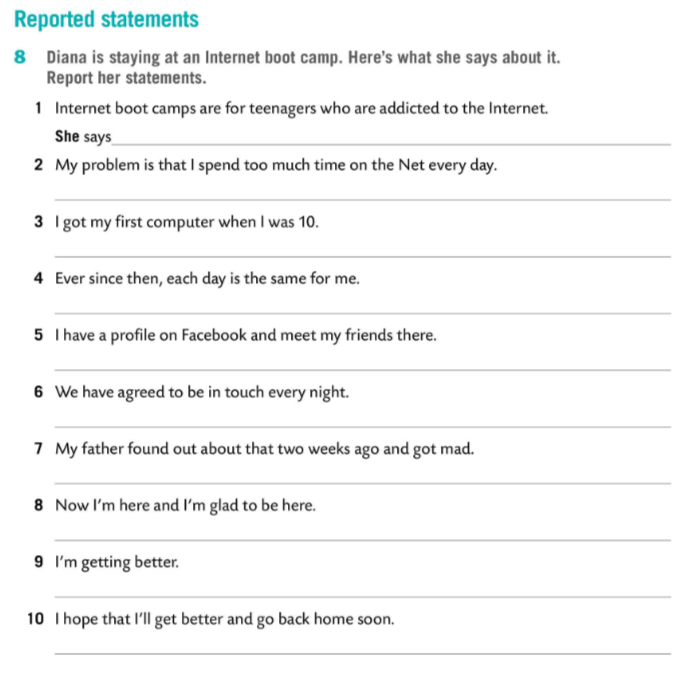 Reported statements
8 Diana is staying at an Internet boot camp. Here's what she says about it.
Report her statements.
1 Internet boot camps are for teenagers who are addicted to the Internet.
She says
2 My problem is that I spend too much time on the Net every day.
3 I got my first computer when I was 10.
4 Ever since then, each day is the same for me.
5 I have a profile on Facebook and meet my friends there.
6 We have agreed to be in touch every night.
7 My father found out about that two weeks ago and got mad.
8 Now I'm here and I'm glad to be here.
9 I'm getting better.
10 I hope that I'll get better and go back home soon.